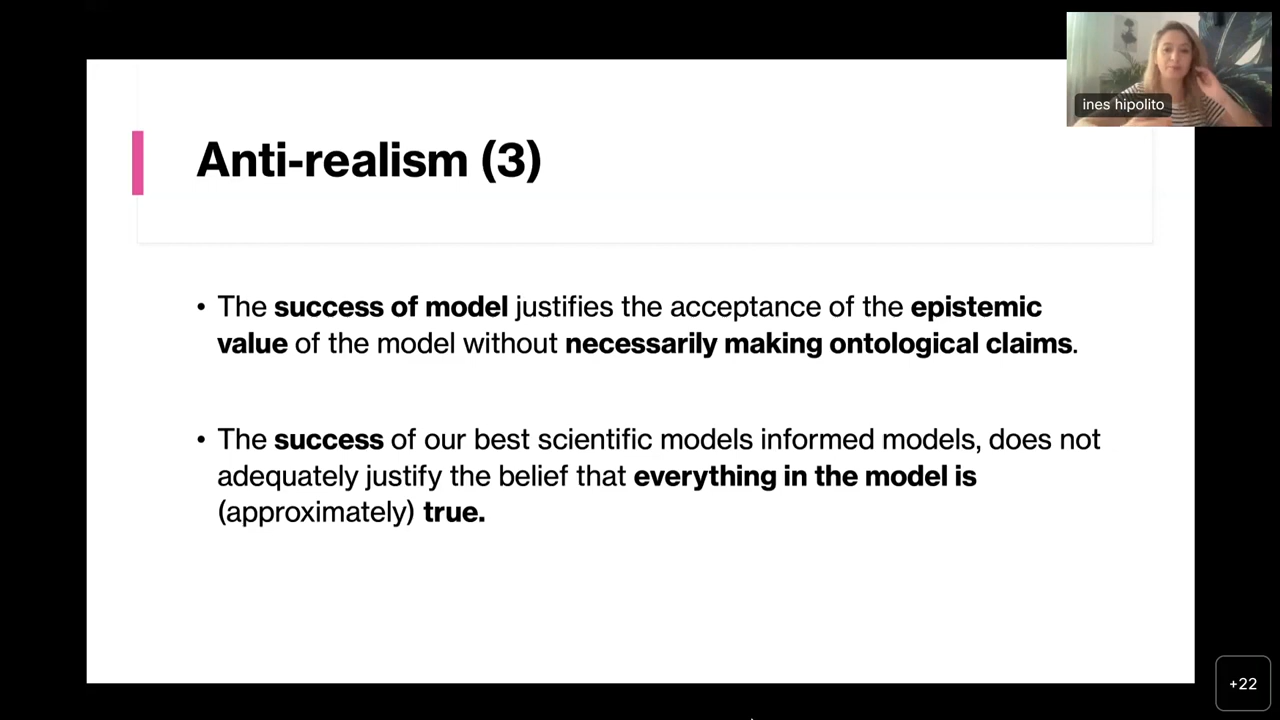 ines hipolito
Anti-realism (3)
• The success of model justifies the acceptance of the epistemic
value of the model without necessarily making ontological claims.
• The success of our best scientific models informed models, does not
adequately justify the belief that everything in the model is
(approximately) true.
+22